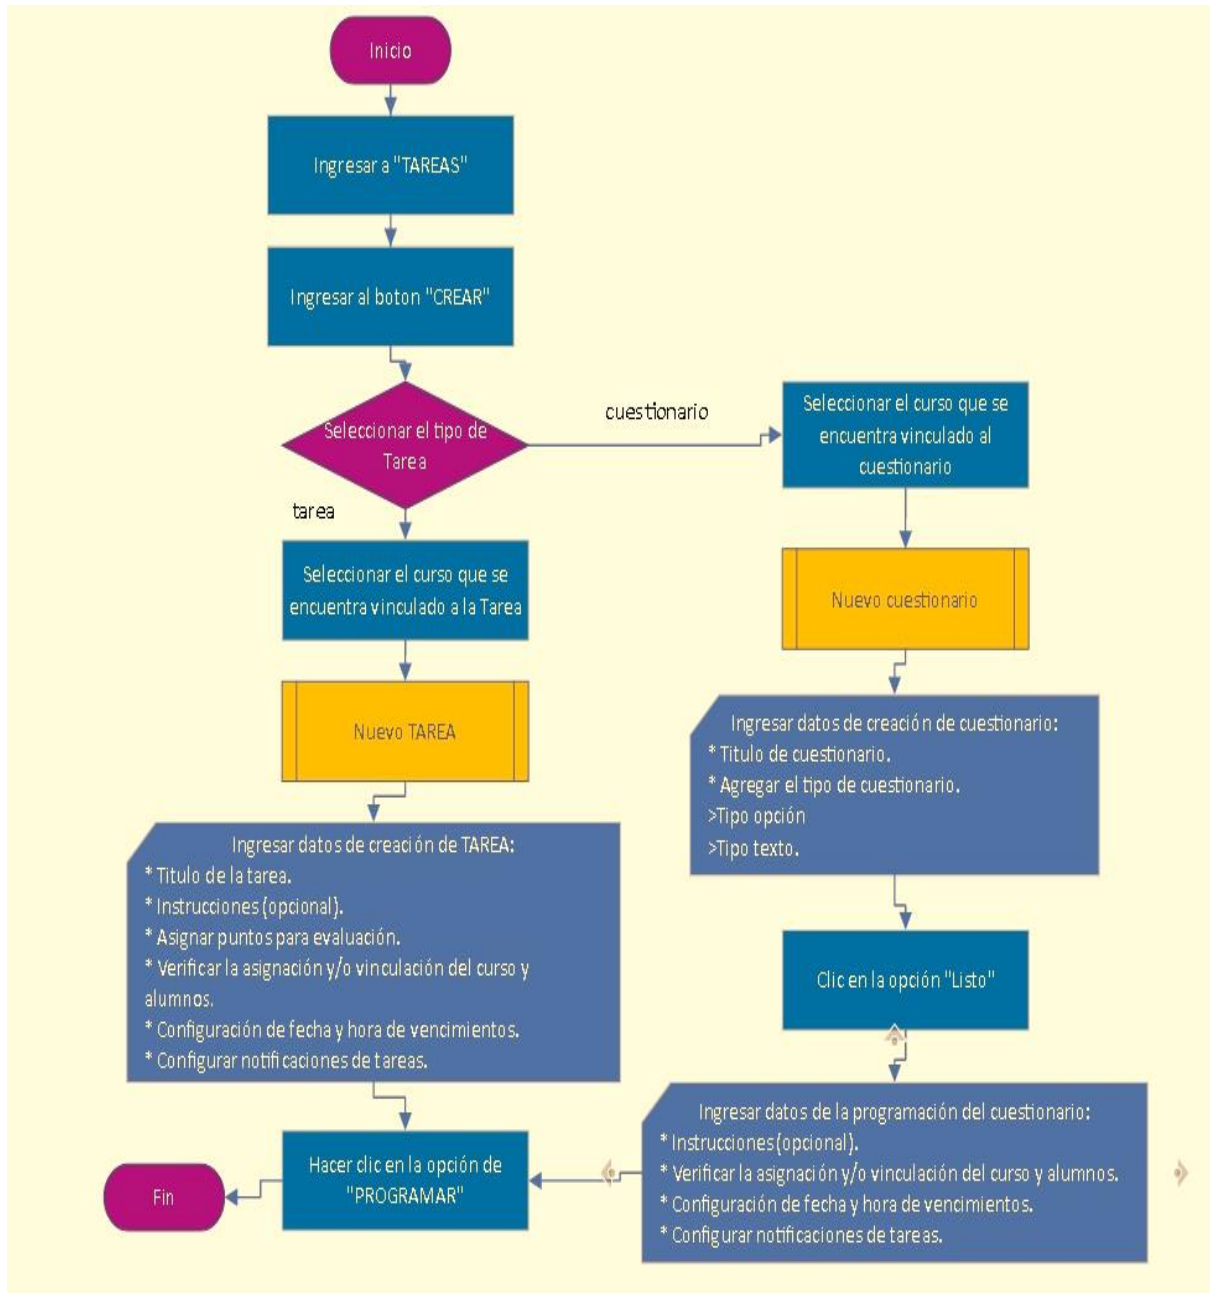 Inicio
Ingresar a "TAREAS"
Ingresar al boton "CREAR"
Seleccionar el tipo de
Tarea
cuestionario
Seleccionar el curso que se
encuentra vinculado al
cuestionario
tarea
Seleccionar el curso que se
encuentra vinculado a la Tarea
Nuevo cuestionario
Nuevo TAREA
Ingresar datos de creación de cuestionario:
* Titulo de cuestionario.
* Agregar el tipo de cuestionario.
>Tipo opción
>Tipo texto.
Ingresar datos de creación de TAREA:
* Titulo de la tarea.
* Instrucciones (opcional).
* Asignar puntos para evaluación.
* Verificar la asignación y/o vinculación del curso y
alumnos.
* Configuración de fecha y hora de vencimientos.
* Configurar notificaciones de tareas.
Clic en la opción "Listo"
Ingresar datos de la programación del cuestionario:
* Instrucciones (opcional).
* Verificar la asignación y/o vinculación del curso y alumnos.
* Configuración de fecha y hora de vencimientos.
* Configurar notificaciones de tareas.
Hacer clic en la opción de
"PROGRAMAR"
Fin